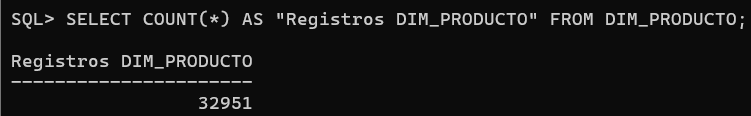 SQL> SELECT COUNT(*) AS "Registros DIM_PRODUCTO" FROM DIM_PRODUCTO;
Registros DIM_PRODUCTO
----------------------
32951